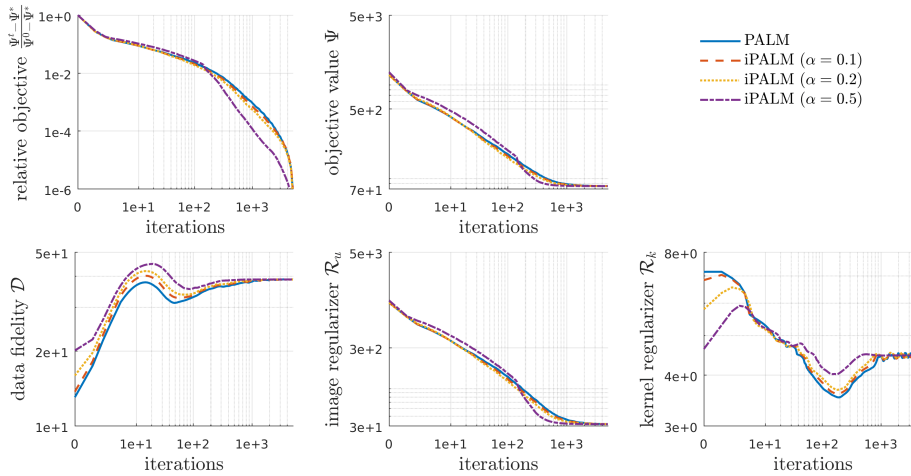 relative objective (Ψ^t − Ψ*)/(Ψ^0 − Ψ*)
1e+0
1e-2
1e-4
1e-6
0 1e+1 1e+2 1e+3
iterations
objective value Ψ
5e+3
5e+2
7e+1
0 1e+1 1e+2 1e+3
iterations
PALM
iPALM (α = 0.1)
iPALM (α = 0.2)
iPALM (α = 0.5)
data fidelity 𝒟
5e+1
2e+1
1e+1
0 1e+1 1e+2 1e+3
iterations
image regularizer ℛ_u
5e+3
3e+2
3e+1
0 1e+1 1e+2 1e+3
iterations
kernel regularizer ℛ_k
8e+0
4e+0
3e+0
0 1e+1 1e+2 1e+3
iterations